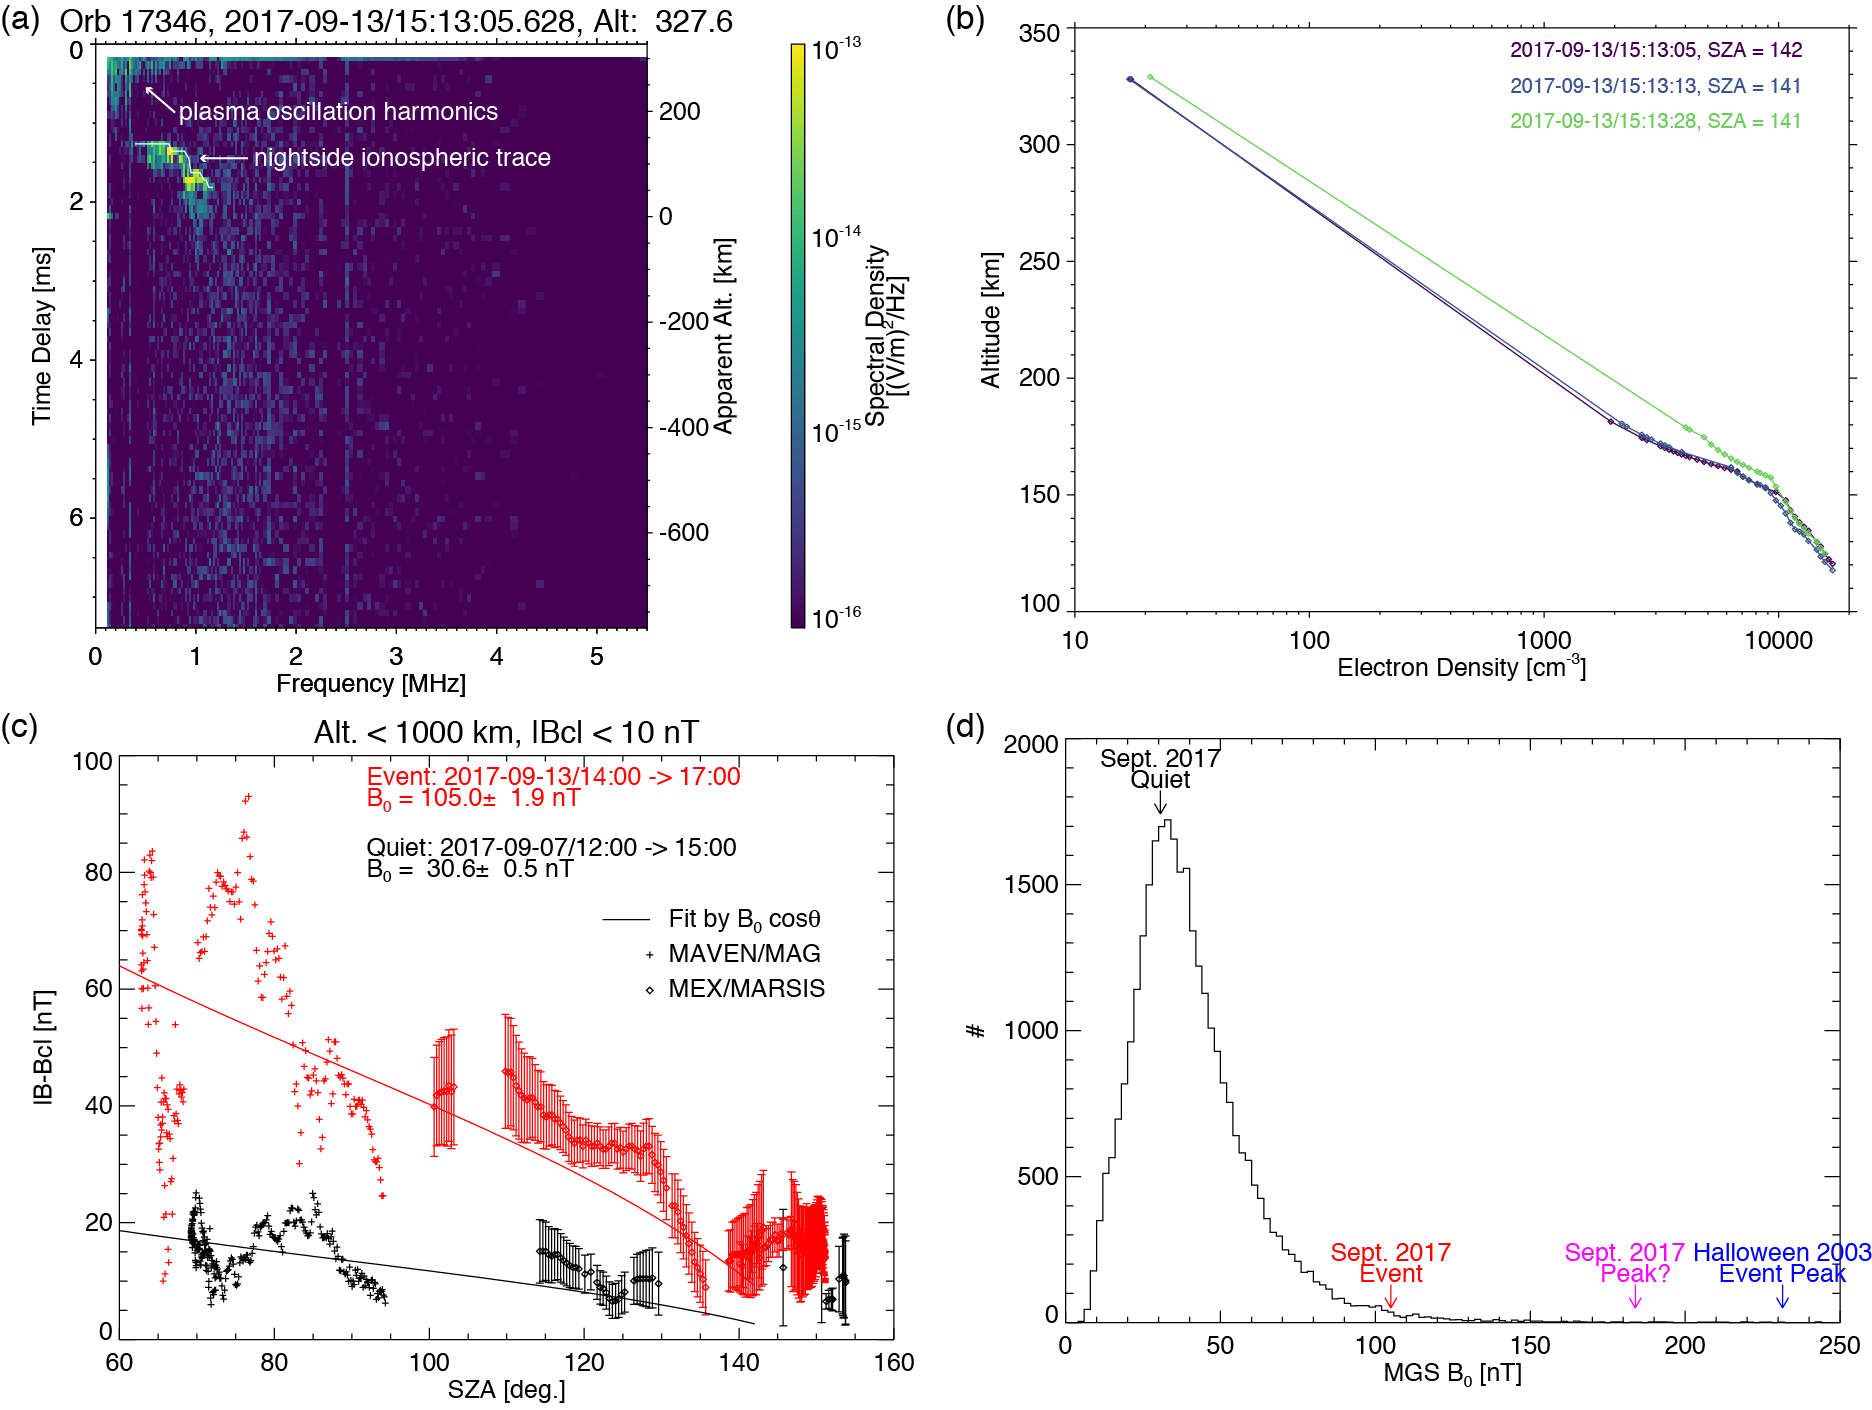 (a) Orb 17346, 2017-09-13/15:13:05.628, Alt: 327.6
plasma oscillation harmonics
nightside ionospheric trace
0
2
4
6
Time Delay [ms]
0 1 2 3 4 5
Frequency [MHz]
200
0
-200
-400
-600
Apparent Alt. [km]
10-13
10-14
10-15
10-16
Spectral Density
[(V/m)2/Hz]
(b)
2017-09-13/15:13:05, SZA = 142
2017-09-13/15:13:13, SZA = 141
2017-09-13/15:13:28, SZA = 141
350
300
250
200
150
100
Altitude [km]
10 100 1000 10000
Electron Density [cm-3]
(c)
Alt. < 1000 km, |Bc| < 10 nT
Event: 2017-09-13/14:00 -> 17:00
B0 = 105.0± 1.9 nT
Quiet: 2017-09-07/12:00 -> 15:00
B0 = 30.6± 0.5 nT
Fit by B0 cosθ
MAVEN/MAG
MEX/MARSIS
100
80
60
40
20
0
|B-Bc| [nT]
60 80 100 120 140 160
SZA [deg.]
(d)
2000
1500
1000
500
0
#
Sept. 2017
Quiet
Sept. 2017
Event
Sept. 2017
Peak?
Halloween 2003
Event Peak
0 50 100 150 200 250
MGS B0 [nT]